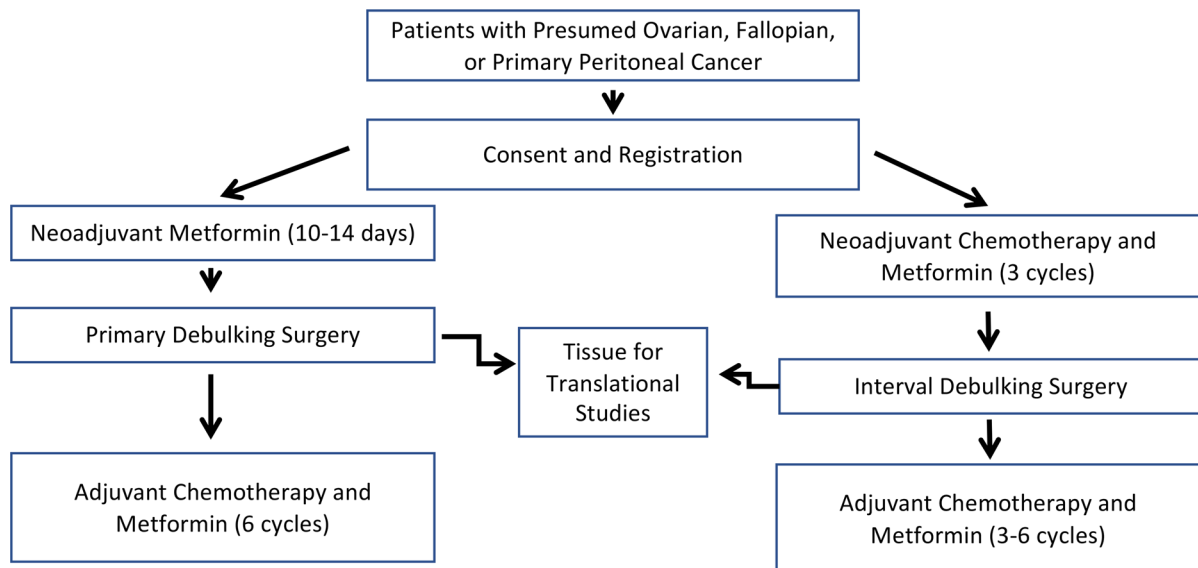 Patients with Presumed Ovarian, Fallopian,
or Primary Peritoneal Cancer
Consent and Registration
Neoadjuvant Metformin (10-14 days)
Neoadjuvant Chemotherapy and
Metformin (3 cycles)
Primary Debulking Surgery
Tissue for
Translational
Studies
Interval Debulking Surgery
Adjuvant Chemotherapy and
Metformin (6 cycles)
Adjuvant Chemotherapy and
Metformin (3-6 cycles)